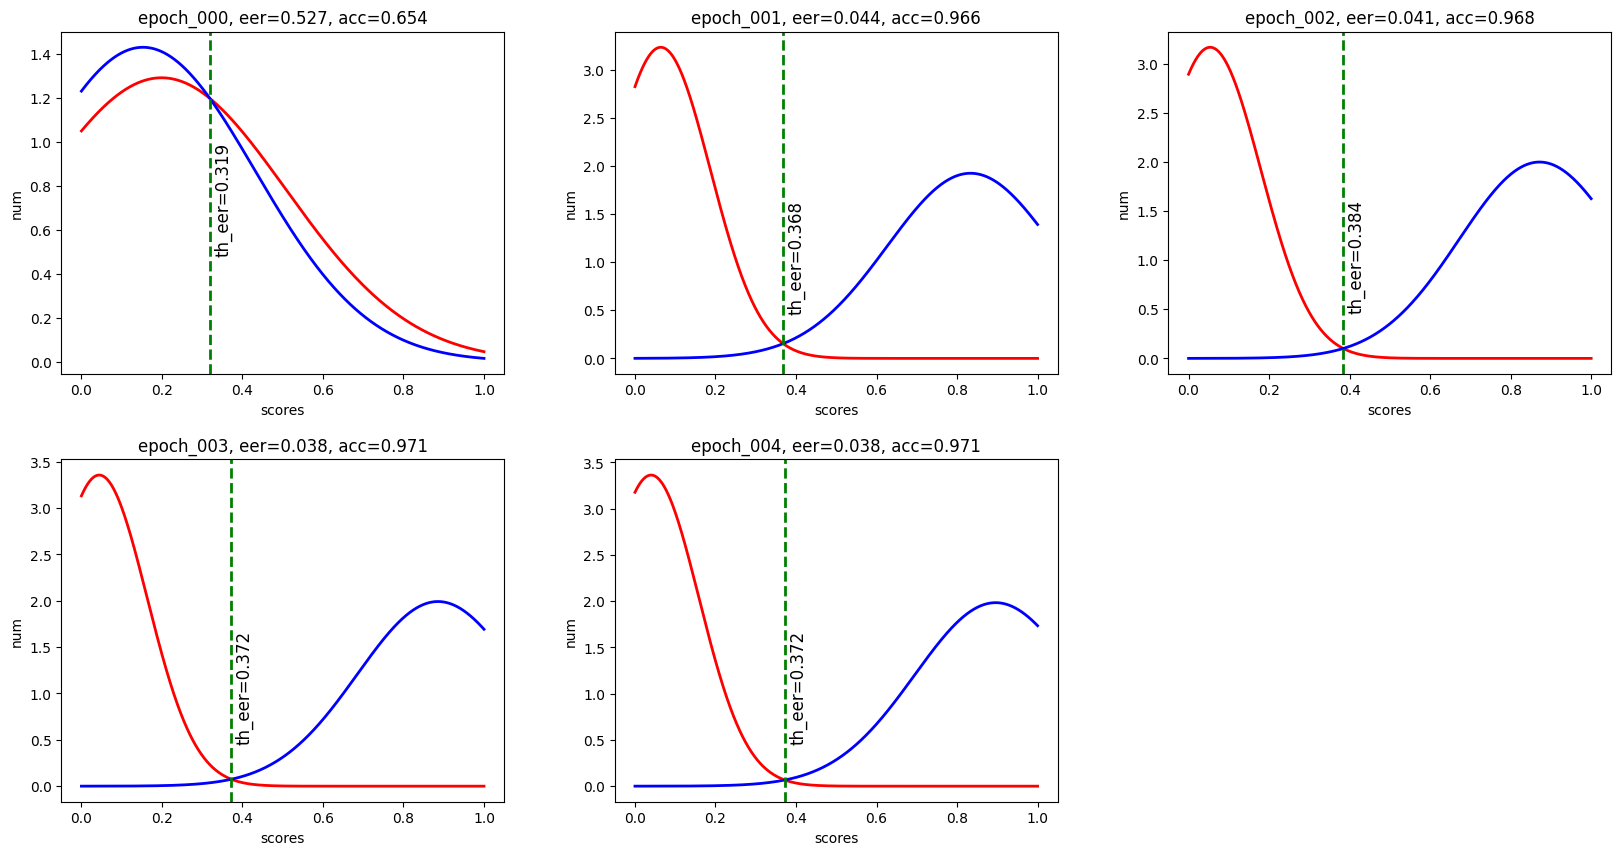 epoch_000, eer=0.527, acc=0.654
num
1.4
1.2
1.0
0.8
0.6
0.4
0.2
0.0
th_eer=0.319
0.0 0.2 0.4 0.6 0.8 1.0
scores
epoch_001, eer=0.044, acc=0.966
num
3.0
2.5
2.0
1.5
1.0
0.5
0.0
th_eer=0.368
0.0 0.2 0.4 0.6 0.8 1.0
scores
epoch_002, eer=0.041, acc=0.968
num
3.0
2.5
2.0
1.5
1.0
0.5
0.0
th_eer=0.384
0.0 0.2 0.4 0.6 0.8 1.0
scores
epoch_003, eer=0.038, acc=0.971
num
3.5
3.0
2.5
2.0
1.5
1.0
0.5
0.0
th_eer=0.372
0.0 0.2 0.4 0.6 0.8 1.0
scores
epoch_004, eer=0.038, acc=0.971
num
3.5
3.0
2.5
2.0
1.5
1.0
0.5
0.0
th_eer=0.372
0.0 0.2 0.4 0.6 0.8 1.0
scores